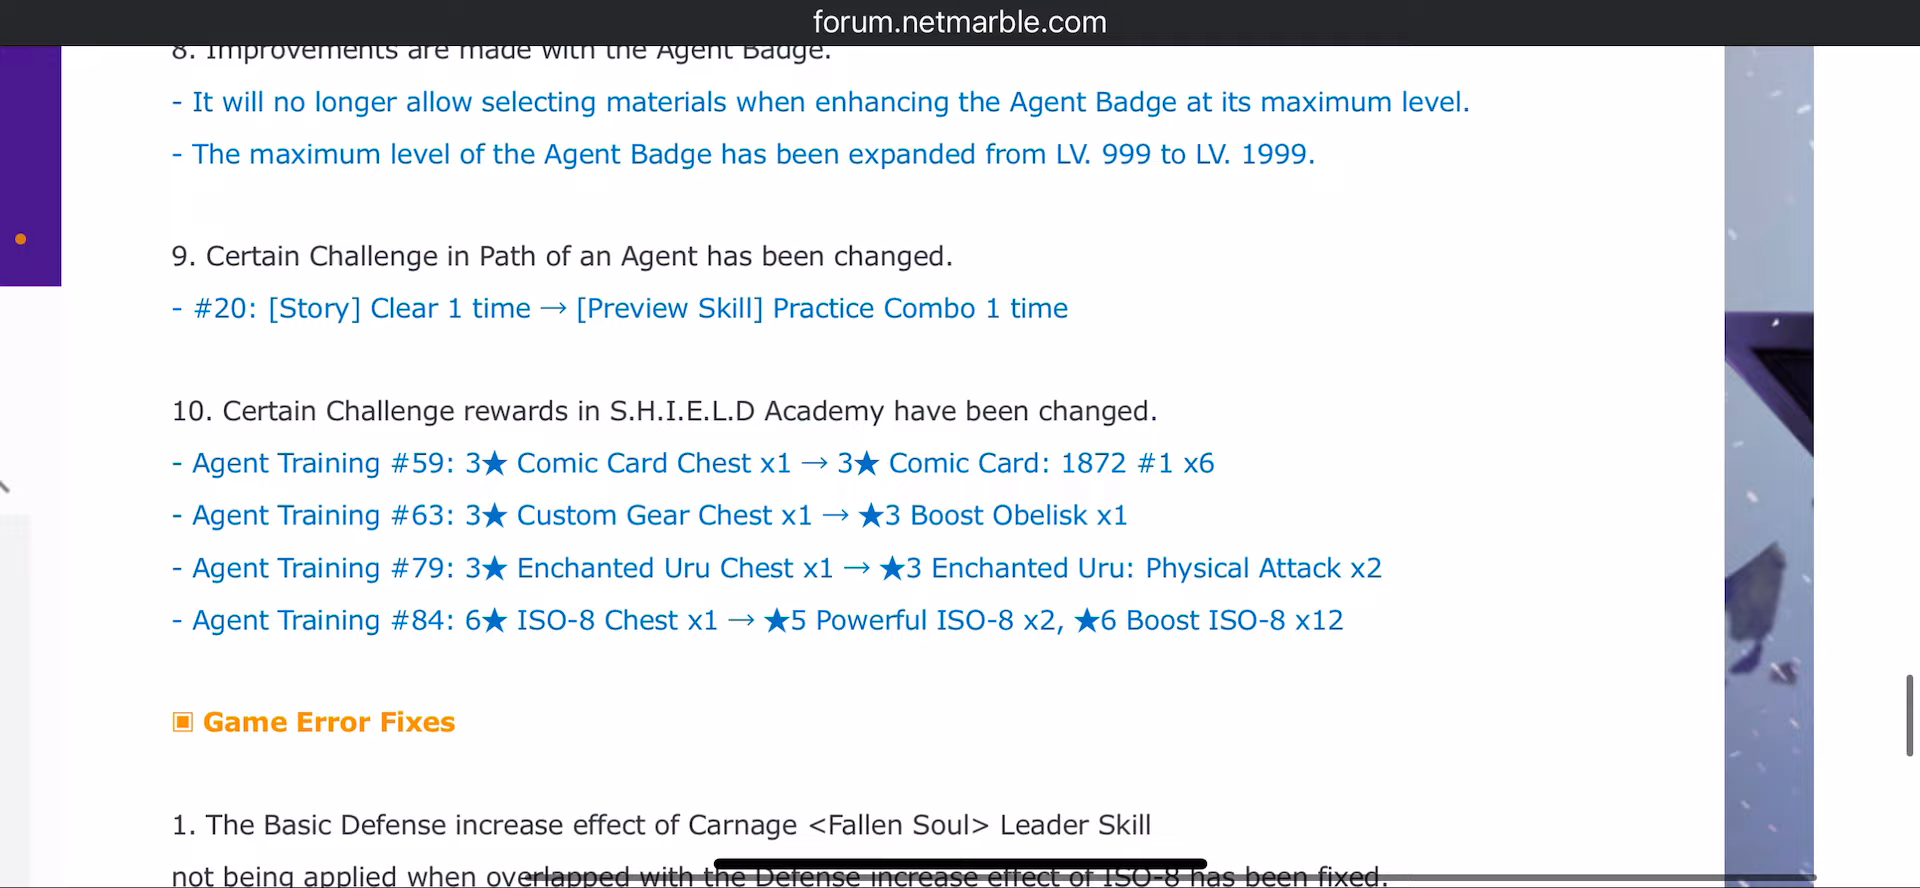 forum.netmarble.com
8. Improvements are made with the Agent Badge.
- It will no longer allow selecting materials when enhancing the Agent Badge at its maximum level.
- The maximum level of the Agent Badge has been expanded from LV. 999 to LV. 1999.
9. Certain Challenge in Path of an Agent has been changed.
- #20: [Story] Clear 1 time → [Preview Skill] Practice Combo 1 time
10. Certain Challenge rewards in S.H.I.E.L.D Academy have been changed.
- Agent Training #59: 3★ Comic Card Chest x1 → 3★ Comic Card: 1872 #1 x6
- Agent Training #63: 3★ Custom Gear Chest x1 → ★3 Boost Obelisk x1
- Agent Training #79: 3★ Enchanted Uru Chest x1 → ★3 Enchanted Uru: Physical Attack x2
- Agent Training #84: 6★ ISO-8 Chest x1 → ★5 Powerful ISO-8 x2, ★6 Boost ISO-8 x12
▣ Game Error Fixes
1. The Basic Defense increase effect of Carnage <Fallen Soul> Leader Skill
not being applied when overlapped with the Defense increase effect of ISO-8 has been fixed.